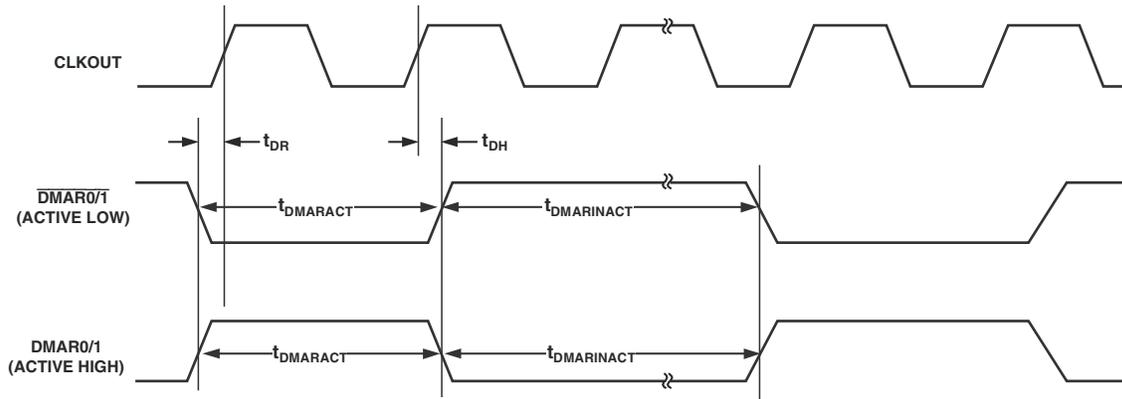 CLKOUT
tDR
tDH
DMAR0/1
(ACTIVE LOW)
tDMARACT
tDMARINACT
DMAR0/1
(ACTIVE HIGH)
tDMARACT
tDMARINACT